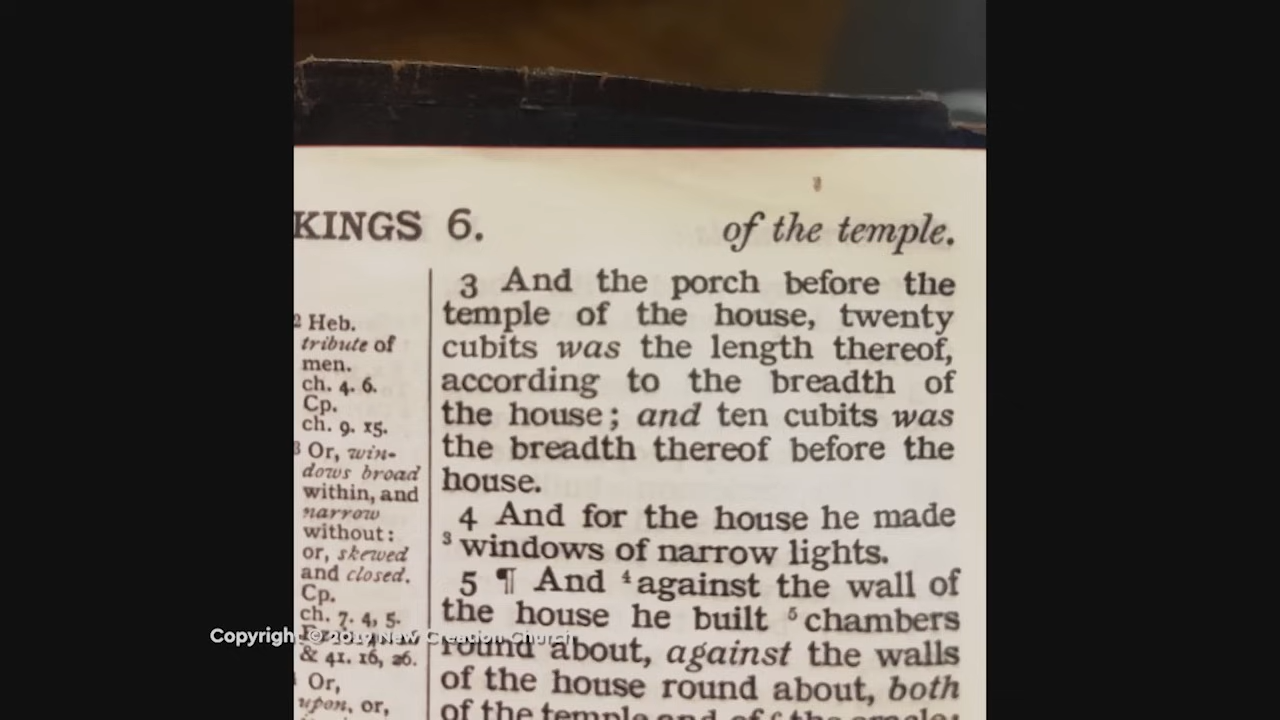 KINGS 6.
of the temple.
2 Heb.
tribute of
men.
ch. 4. 6.
Cp.
ch. 9. 15.
3 Or, win-
dows broad
within, and
narrow
without:
or, skewed
and closed.
Cp.
ch. 7. 4, 5.
& 41. 16, 26.
Or,
upon, or,
3 And the porch before the
temple of the house, twenty
cubits was the length thereof,
according to the breadth of
the house; and ten cubits was
the breadth thereof before the
house.
4 And for the house he made
3 windows of narrow lights.
5 ¶ And 4 against the wall of
the house he built 5 chambers
round about, against the walls
of the house round about, both
of the temple and of 6 the oracle:
Copyright © 2019 New Creation Church